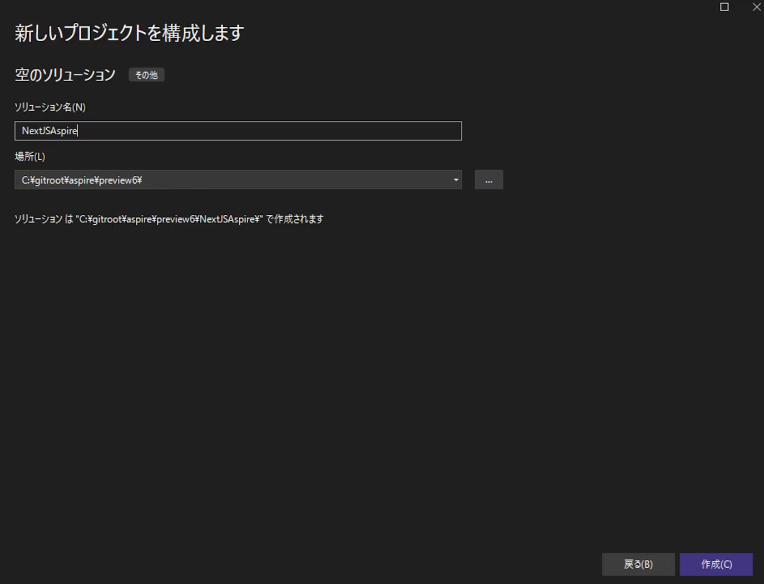 新しいプロジェクトを構成します
空のソリューション その他
ソリューション名(N)
NextJSAspire
場所(L)
C:¥gitroot¥aspire¥preview6¥ ...
ソリューション は "C:¥gitroot¥aspire¥preview6¥NextJSAspire¥" で作成されます
戻る(B) 作成(C)